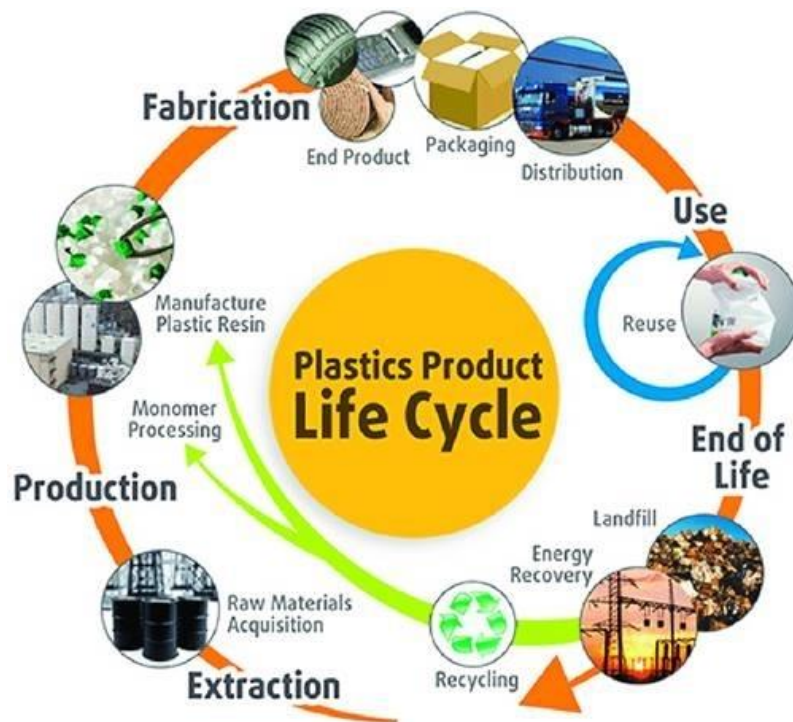 Fabrication
End Product
Packaging
Distribution
Use
Reuse
Manufacture
Plastic Resin
Plastics Product
Life Cycle
Monomer
Processing
Production
End of
Life
Landfill
Energy
Recovery
Raw Materials
Acquisition
Recycling
Extraction